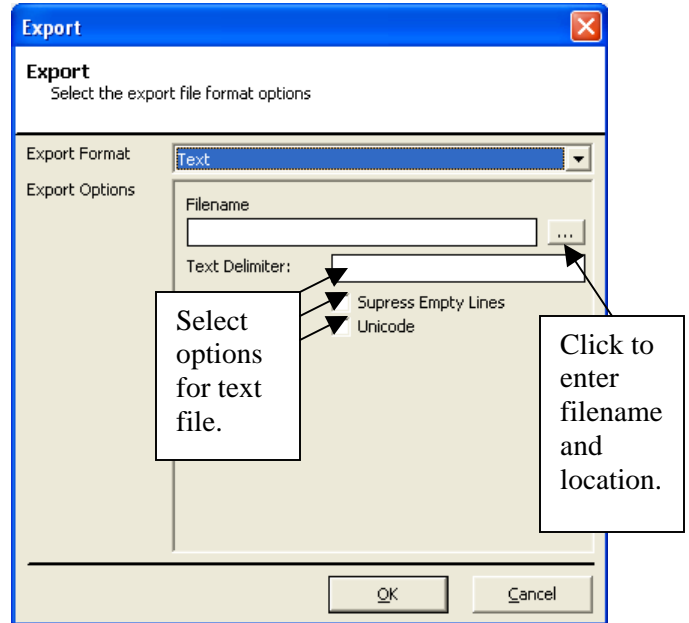 Export
Export
Select the export file format options
Export Format
Text
Export Options
Filename
...
Text Delimiter:
Supress Empty Lines
Unicode
Select
options
for text
file.
Click to
enter
filename
and
location.
OK
Cancel